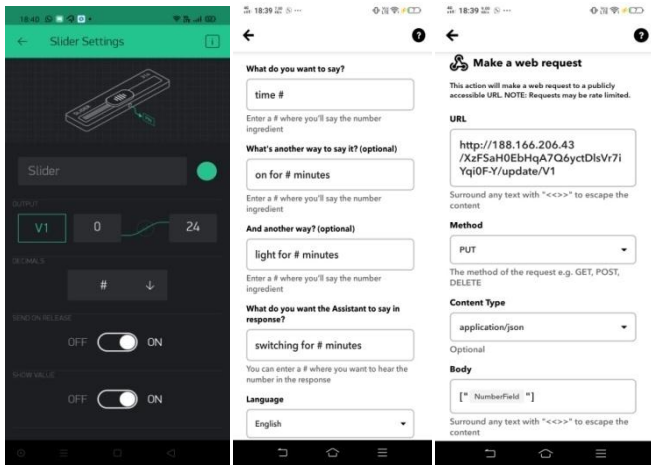 18:40
Slider Settings
i
Slider
OUTPUT
V1
0
24
DECIMALS
#
SEND ON RELEASE
OFF
ON
SHOW VALUE
OFF
ON
18:39
?
What do you want to say?
time #
Enter a # where you'll say the number
ingredient
What's another way to say it? (optional)
on for # minutes
Enter a # where you'll say the number
ingredient
And another way? (optional)
light for # minutes
Enter a # where you'll say the number
ingredient
What do you want the Assistant to say in
response?
switching for # minutes
You can enter a # where you want to hear the
number in the response
Language
English
18:39
?
Make a web request
This action will make a web request to a publicly
accessible URL. NOTE: Requests may be rate limited.
URL
http://188.166.206.43
/XzFSaH0EbHqA7Q6yctDlsVr7i
Yqi0F-Y/update/V1
Surround any text with "<<>>" to escape the
content
Method
PUT
The method of the request e.g. GET, POST,
DELETE
Content Type
application/json
Optional
Body
[" NumberField "]
Surround any text with "<<>>" to escape the
content